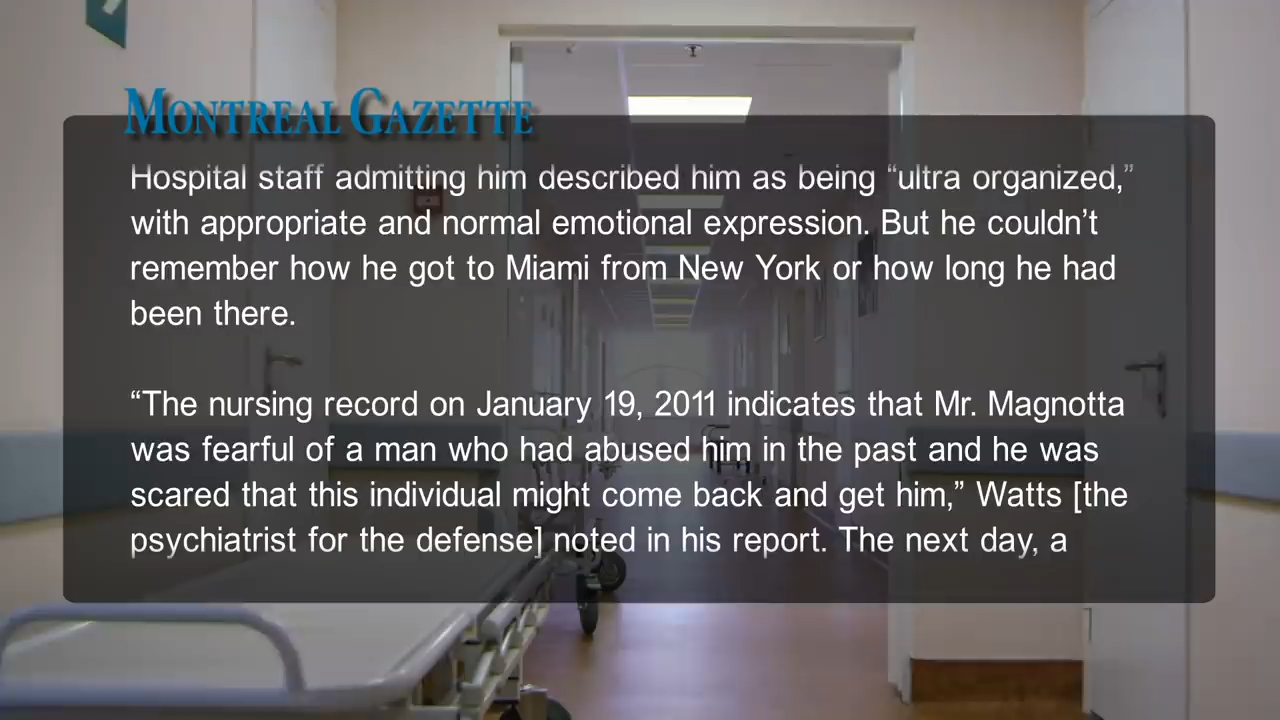 MONTREAL GAZETTE
Hospital staff admitting him described him as being “ultra organized,”
with appropriate and normal emotional expression. But he couldn’t
remember how he got to Miami from New York or how long he had
been there.
“The nursing record on January 19, 2011 indicates that Mr. Magnotta
was fearful of a man who had abused him in the past and he was
scared that this individual might come back and get him,” Watts [the
psychiatrist for the defense] noted in his report. The next day, a